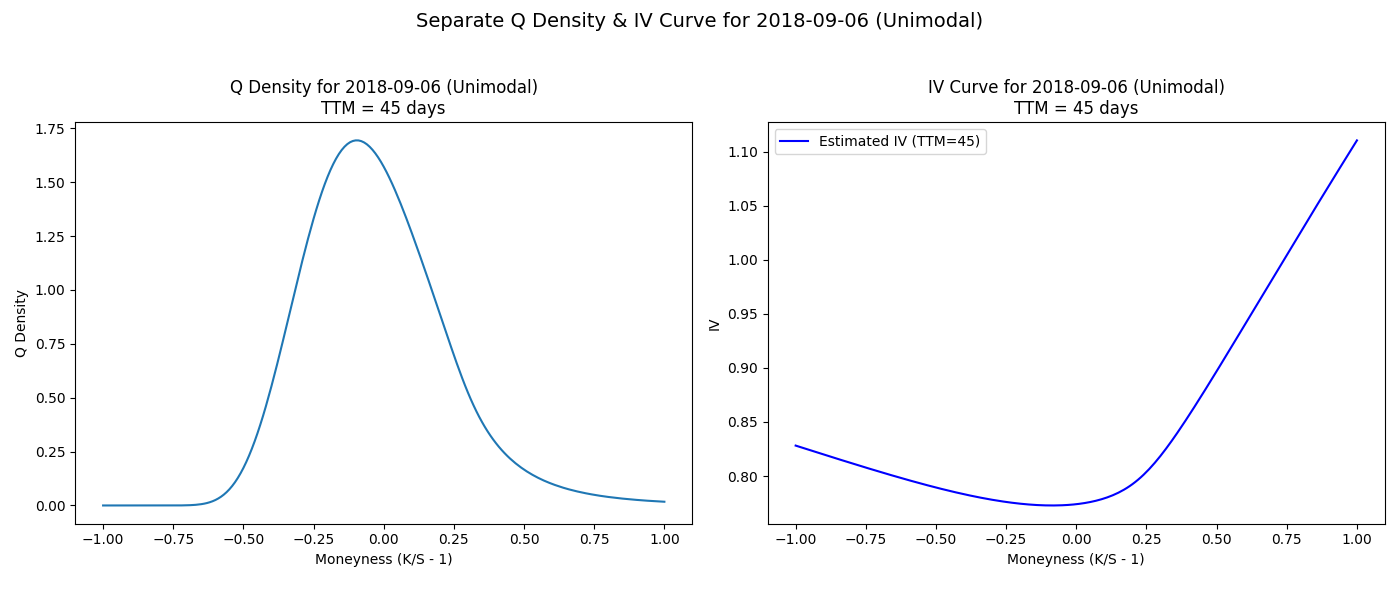 Separate Q Density & IV Curve for 2018-09-06 (Unimodal)
Q Density for 2018-09-06 (Unimodal)
TTM = 45 days
1.75
1.50
1.25
1.00
0.75
0.50
0.25
0.00
Q Density
−1.00 −0.75 −0.50 −0.25 0.00 0.25 0.50 0.75 1.00
Moneyness (K/S - 1)
IV Curve for 2018-09-06 (Unimodal)
TTM = 45 days
Estimated IV (TTM=45)
1.10
1.05
1.00
0.95
0.90
0.85
0.80
IV
−1.00 −0.75 −0.50 −0.25 0.00 0.25 0.50 0.75 1.00
Moneyness (K/S - 1)